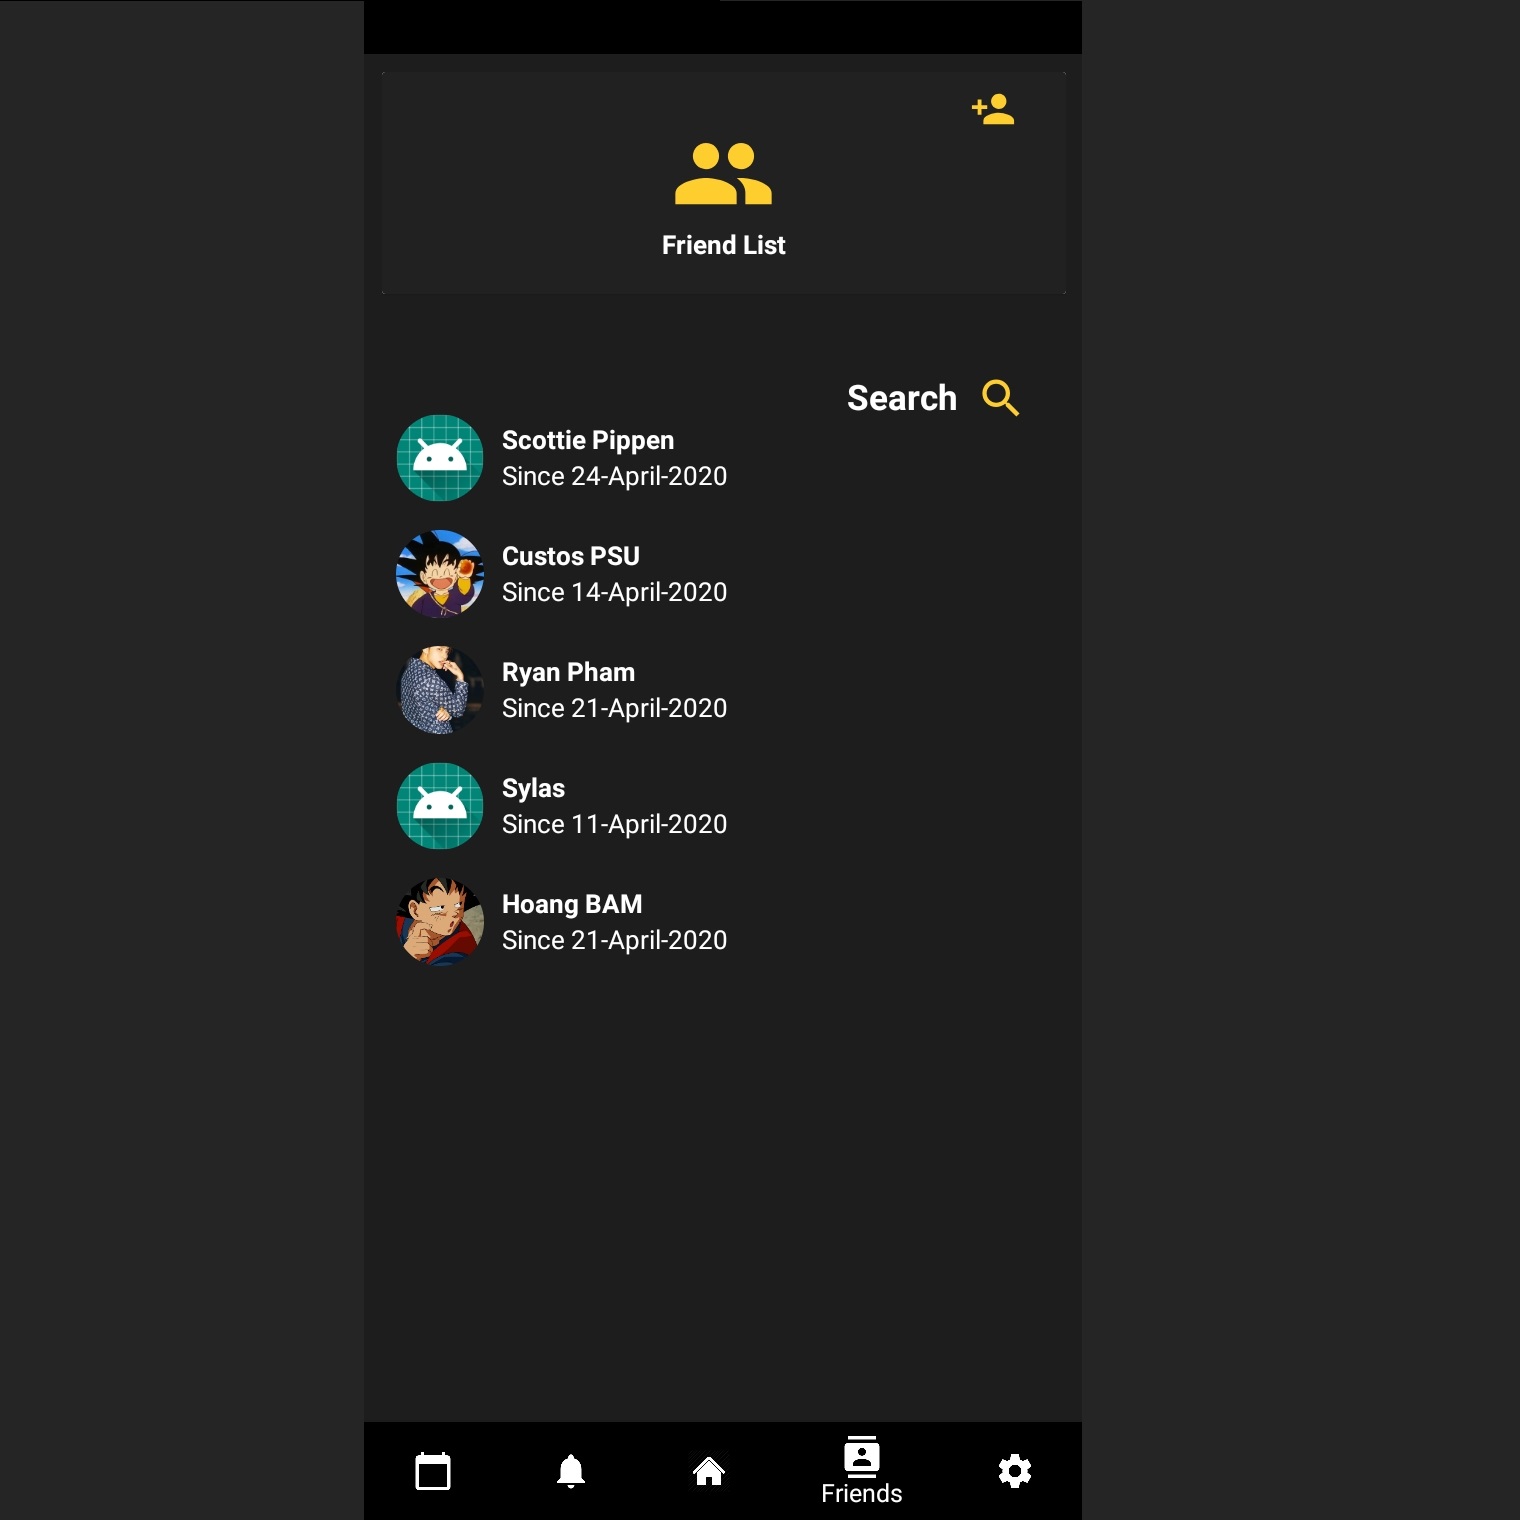 Friend List
Search
Scottie Pippen
Since 24-April-2020
Custos PSU
Since 14-April-2020
Ryan Pham
Since 21-April-2020
Sylas
Since 11-April-2020
Hoang BAM
Since 21-April-2020
Friends